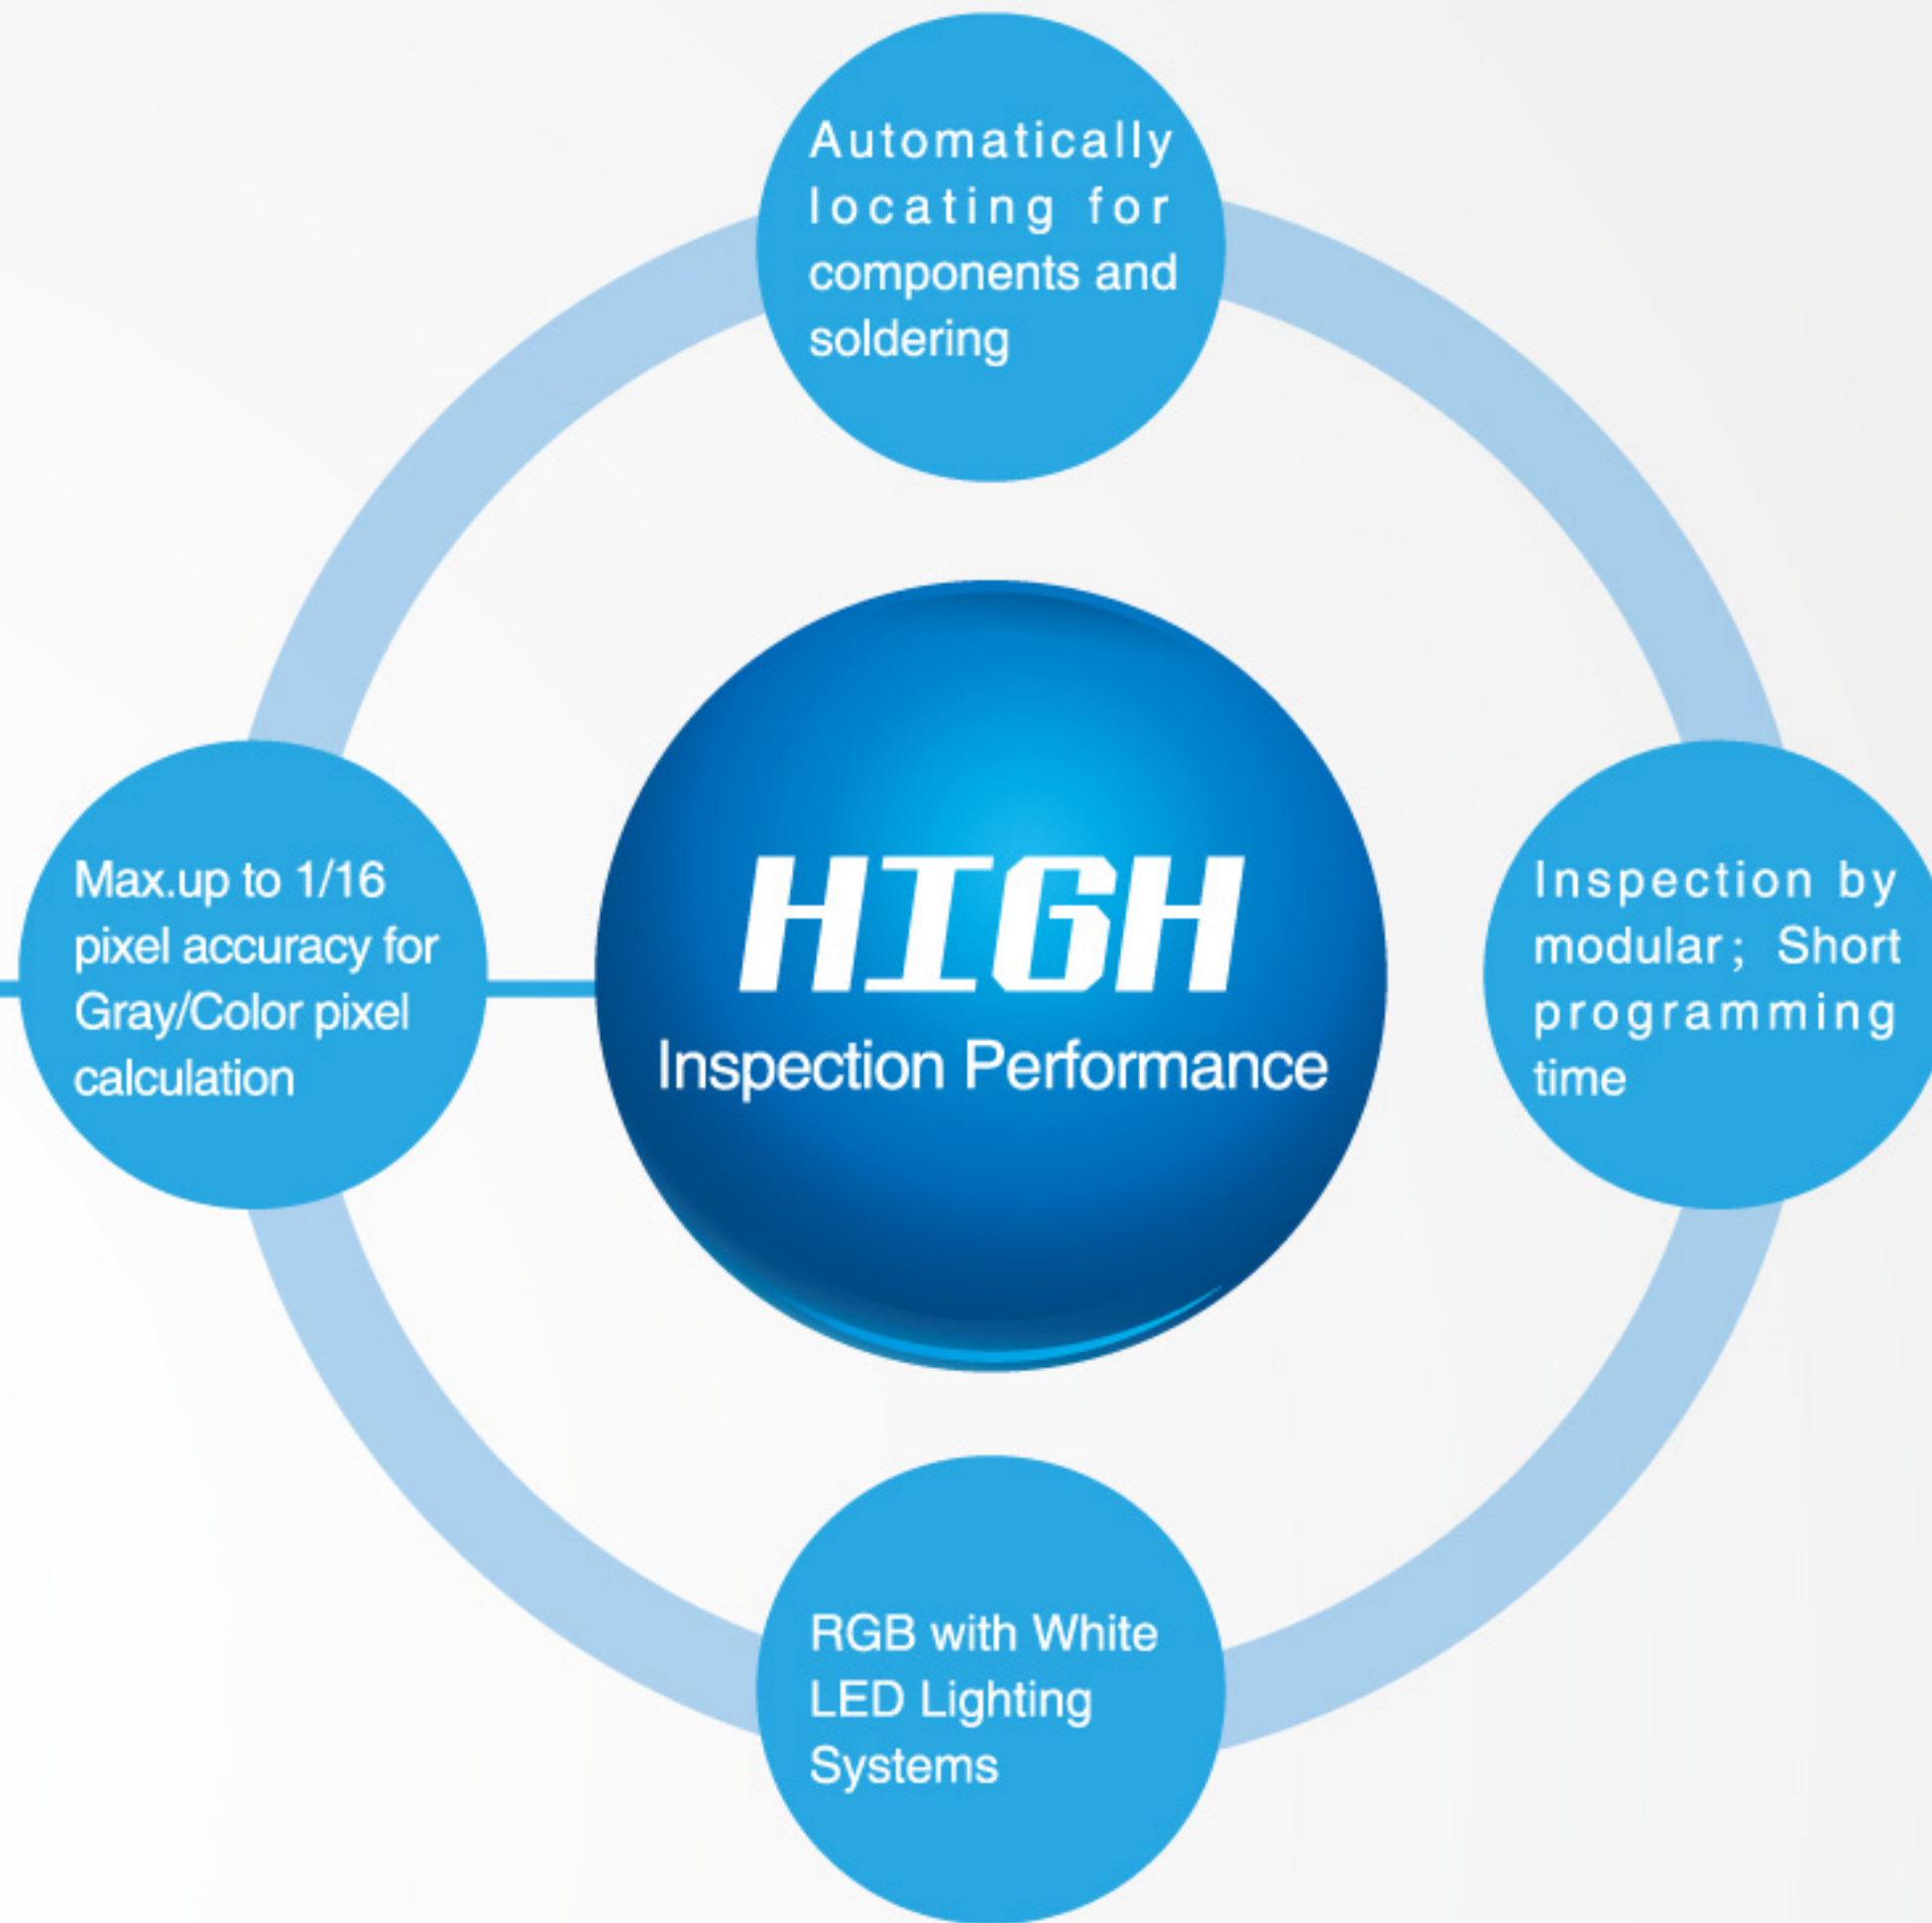 Automatically
locating for
components and
soldering
Max.up to 1/16
pixel accuracy for
Gray/Color pixel
calculation
HIGH
Inspection Performance
Inspection by
modular；Short
programming
time
RGB with White
LED Lighting
Systems